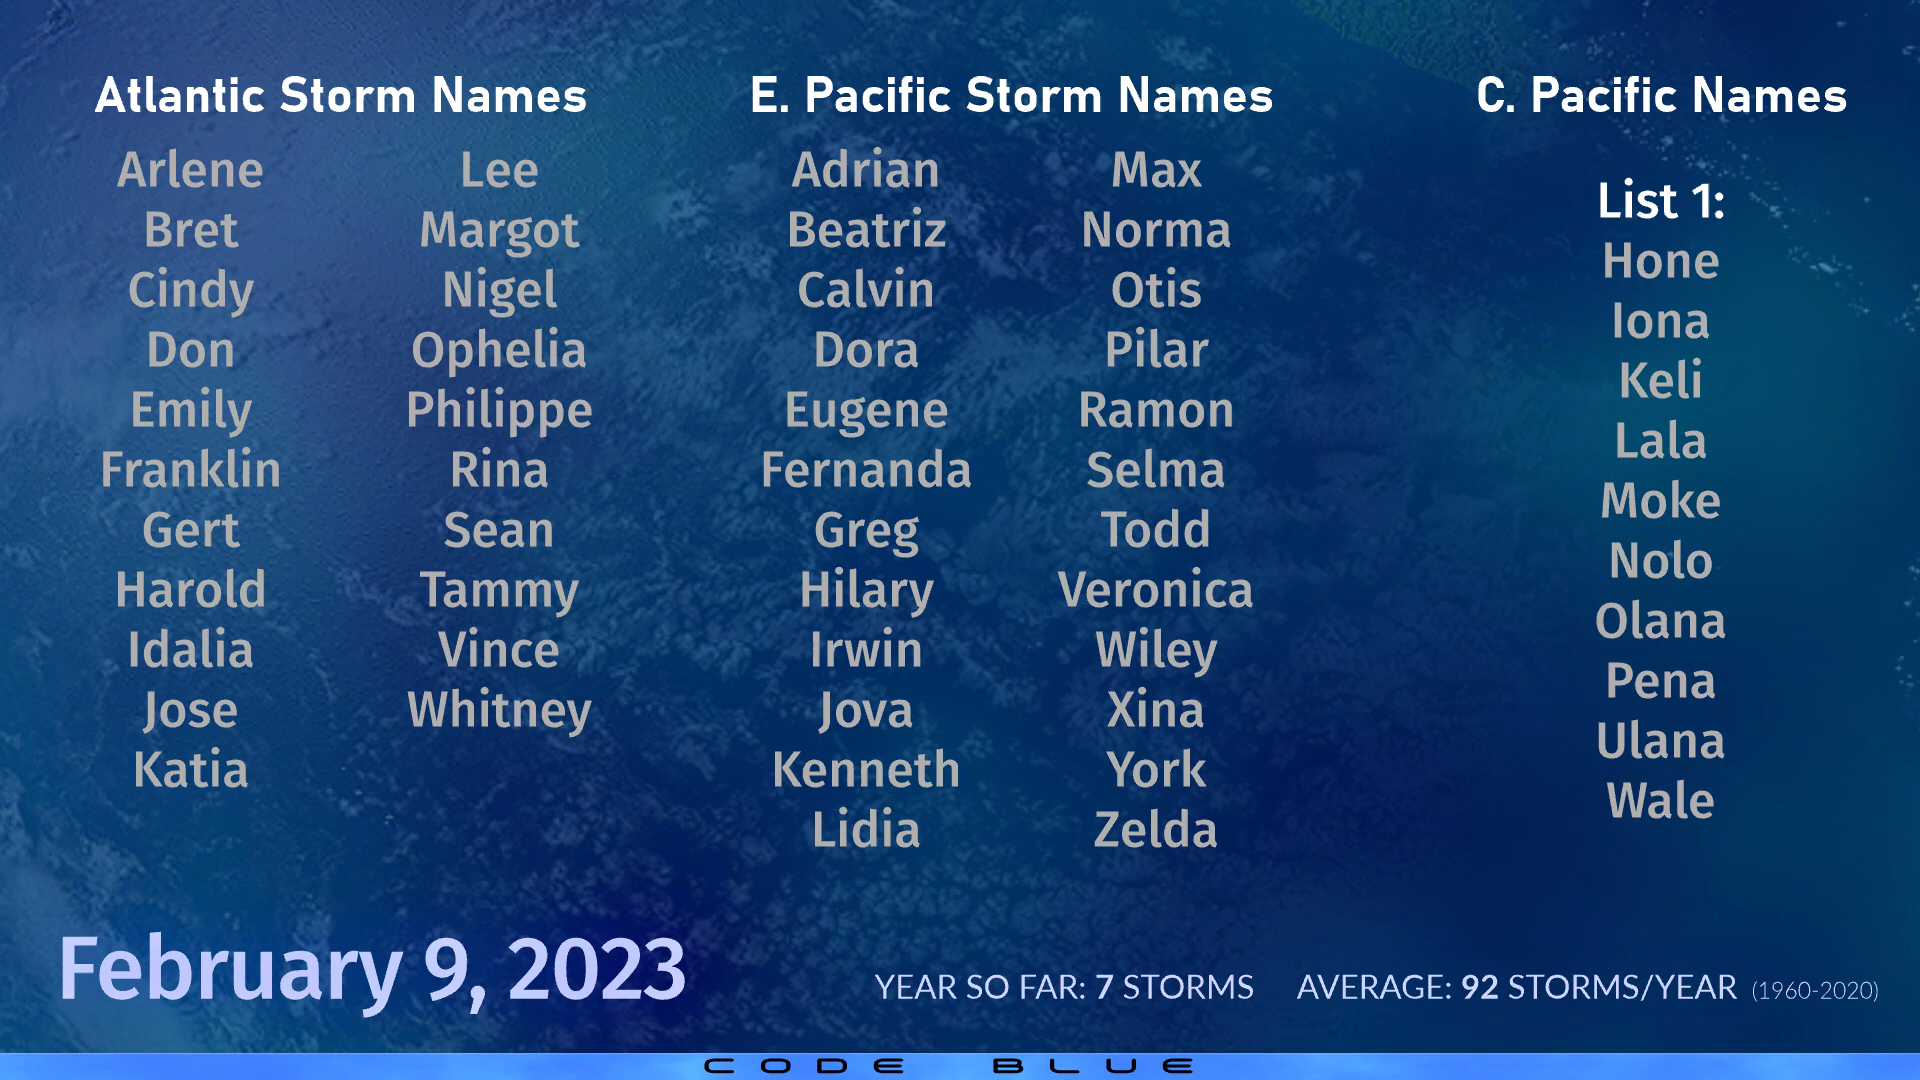 Atlantic Storm Names
Arlene
Bret
Cindy
Don
Emily
Franklin
Gert
Harold
Idalia
Jose
Katia
Lee
Margot
Nigel
Ophelia
Philippe
Rina
Sean
Tammy
Vince
Whitney
E. Pacific Storm Names
Adrian
Beatriz
Calvin
Dora
Eugene
Fernanda
Greg
Hilary
Irwin
Jova
Kenneth
Lidia
Max
Norma
Otis
Pilar
Ramon
Selma
Todd
Veronica
Wiley
Xina
York
Zelda
C. Pacific Names
List 1:
Hone
Iona
Keli
Lala
Moke
Nolo
Olana
Pena
Ulana
Wale
February 9, 2023
YEAR SO FAR: 7 STORMS AVERAGE: 92 STORMS/YEAR (1960-2020)
CODE BLUE